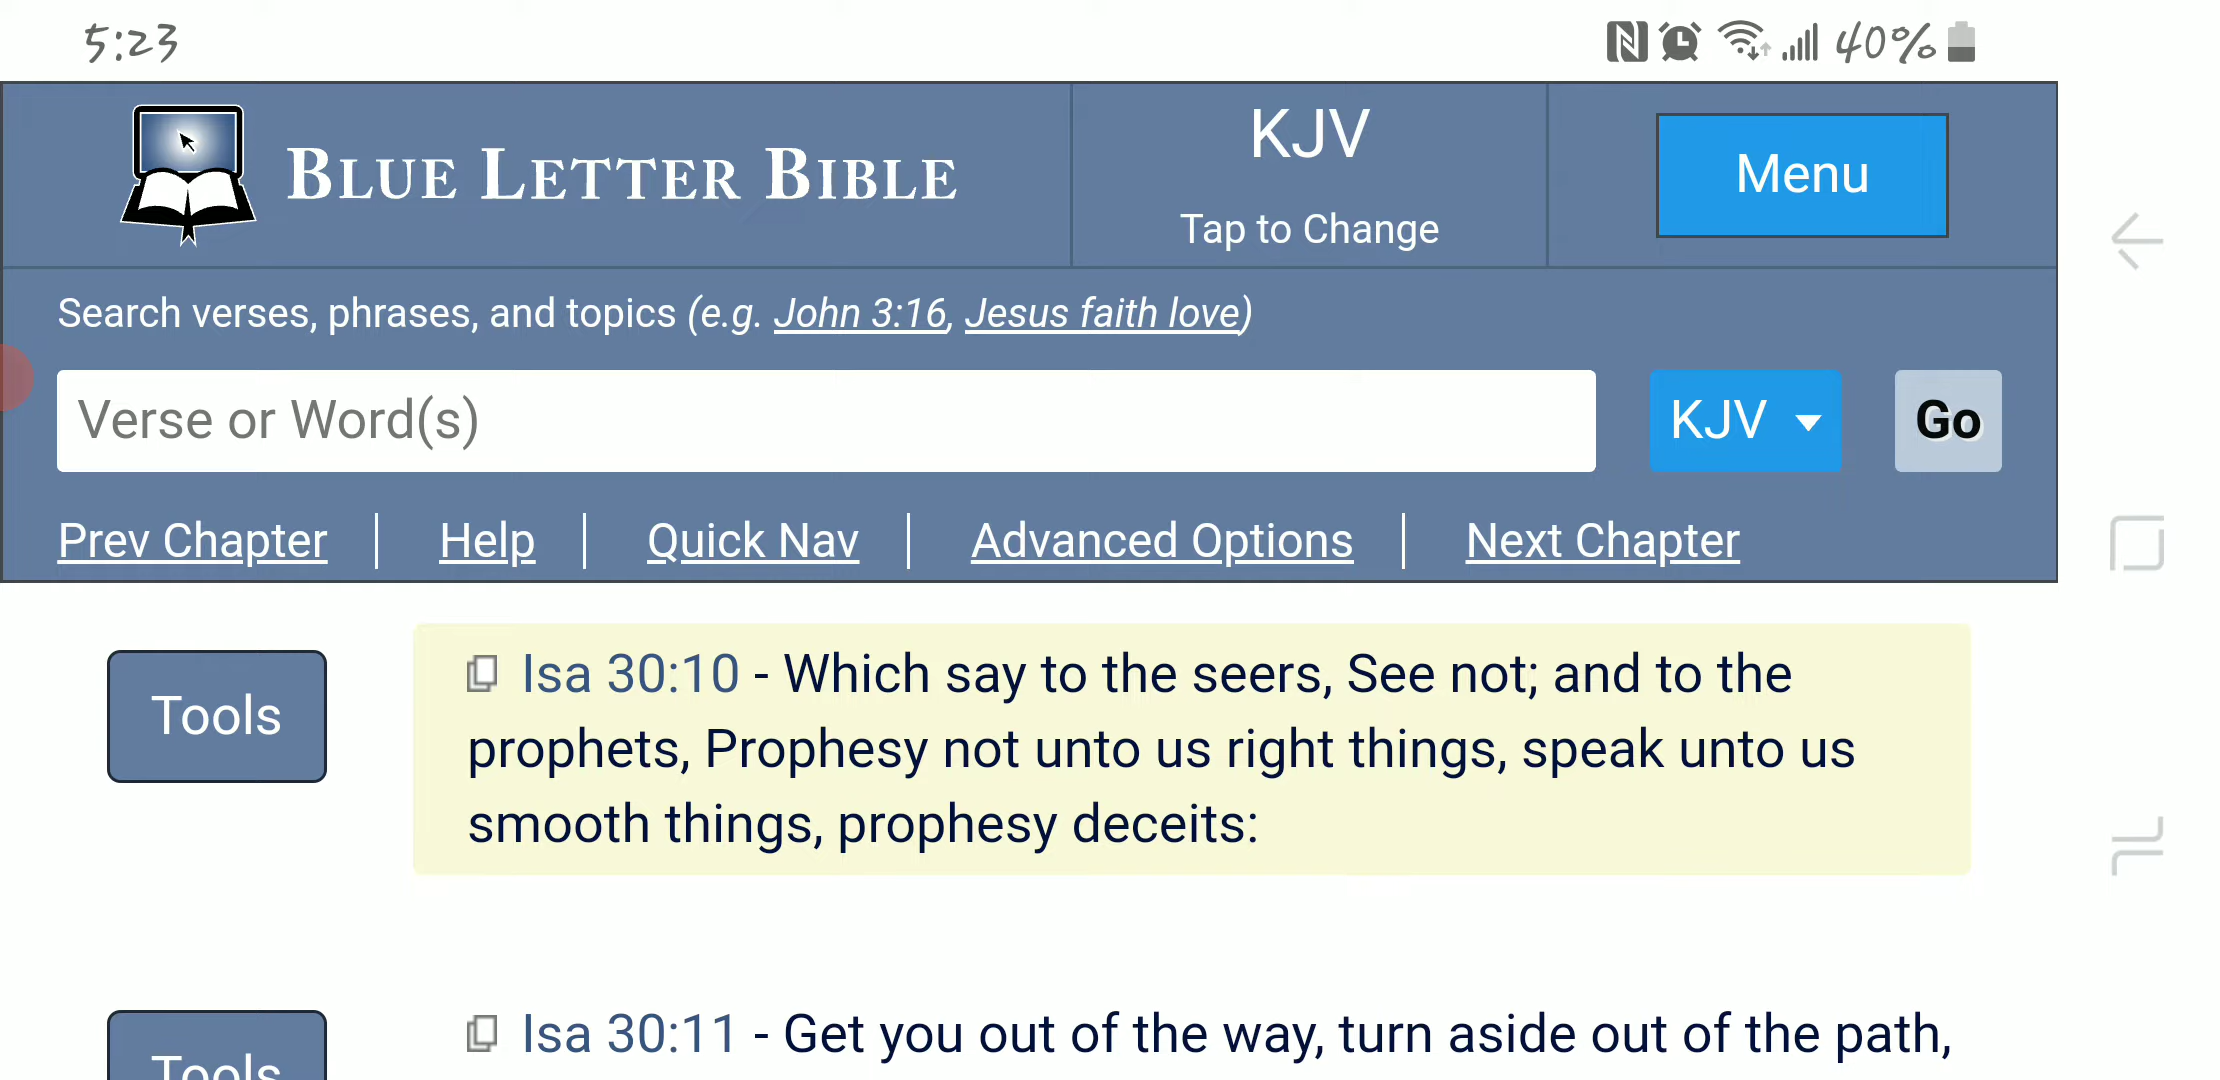 5:23
40%
BLUE LETTER BIBLE
KJV
Tap to Change
Menu
Search verses, phrases, and topics (e.g. John 3:16, Jesus faith love)
Verse or Word(s)
KJV
Go
Prev Chapter | Help | Quick Nav | Advanced Options | Next Chapter
Tools
Isa 30:10 - Which say to the seers, See not; and to the
prophets, Prophesy not unto us right things, speak unto us
smooth things, prophesy deceits:
Tools
Isa 30:11 - Get you out of the way, turn aside out of the path,